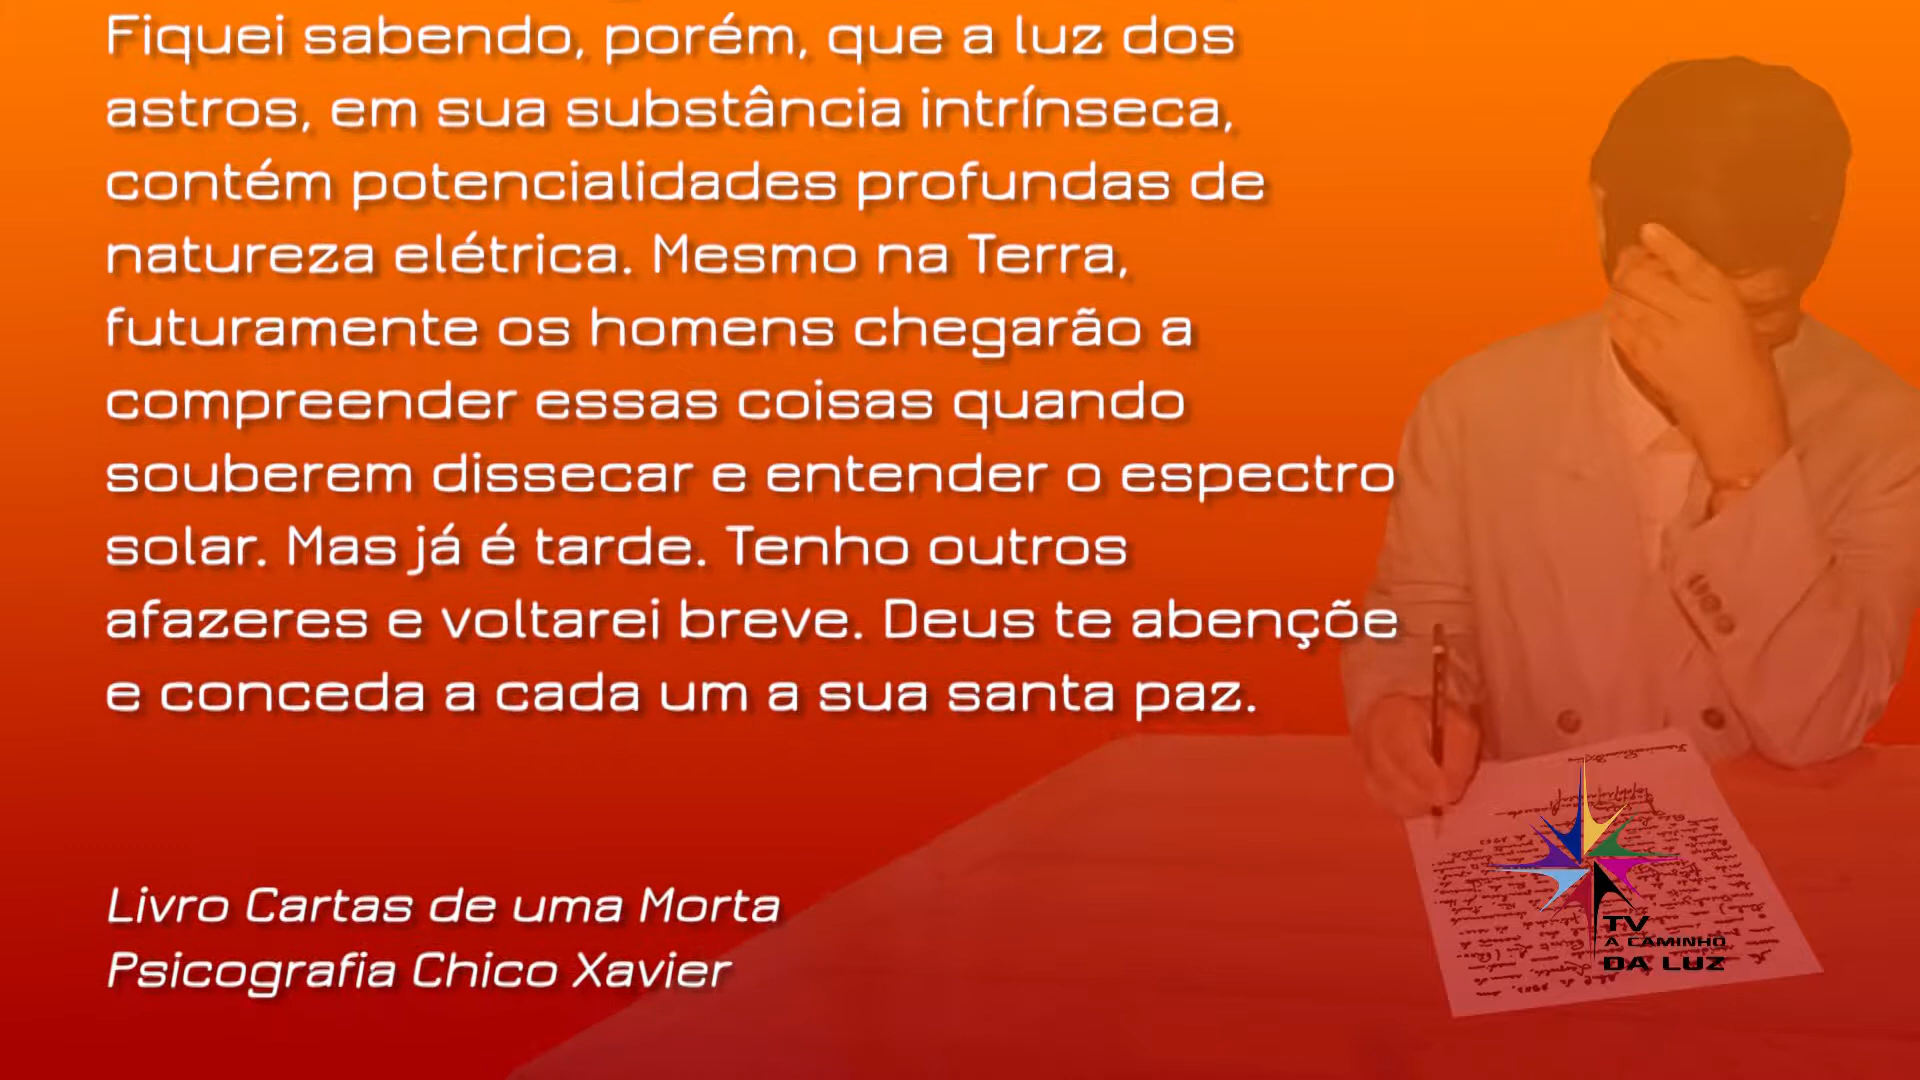 Fiquei sabendo, porém, que a luz dos
astros, em sua substância intrínseca,
contém potencialidades profundas de
natureza elétrica. Mesmo na Terra,
futuramente os homens chegarão a
compreender essas coisas quando
souberem dissecar e entender o espectro
solar. Mas já é tarde. Tenho outros
afazeres e voltarei breve. Deus te abençõe
e conceda a cada um a sua santa paz.
Livro Cartas de uma Morta
Psicografia Chico Xavier
TV
A CAMINHO
DA LUZ